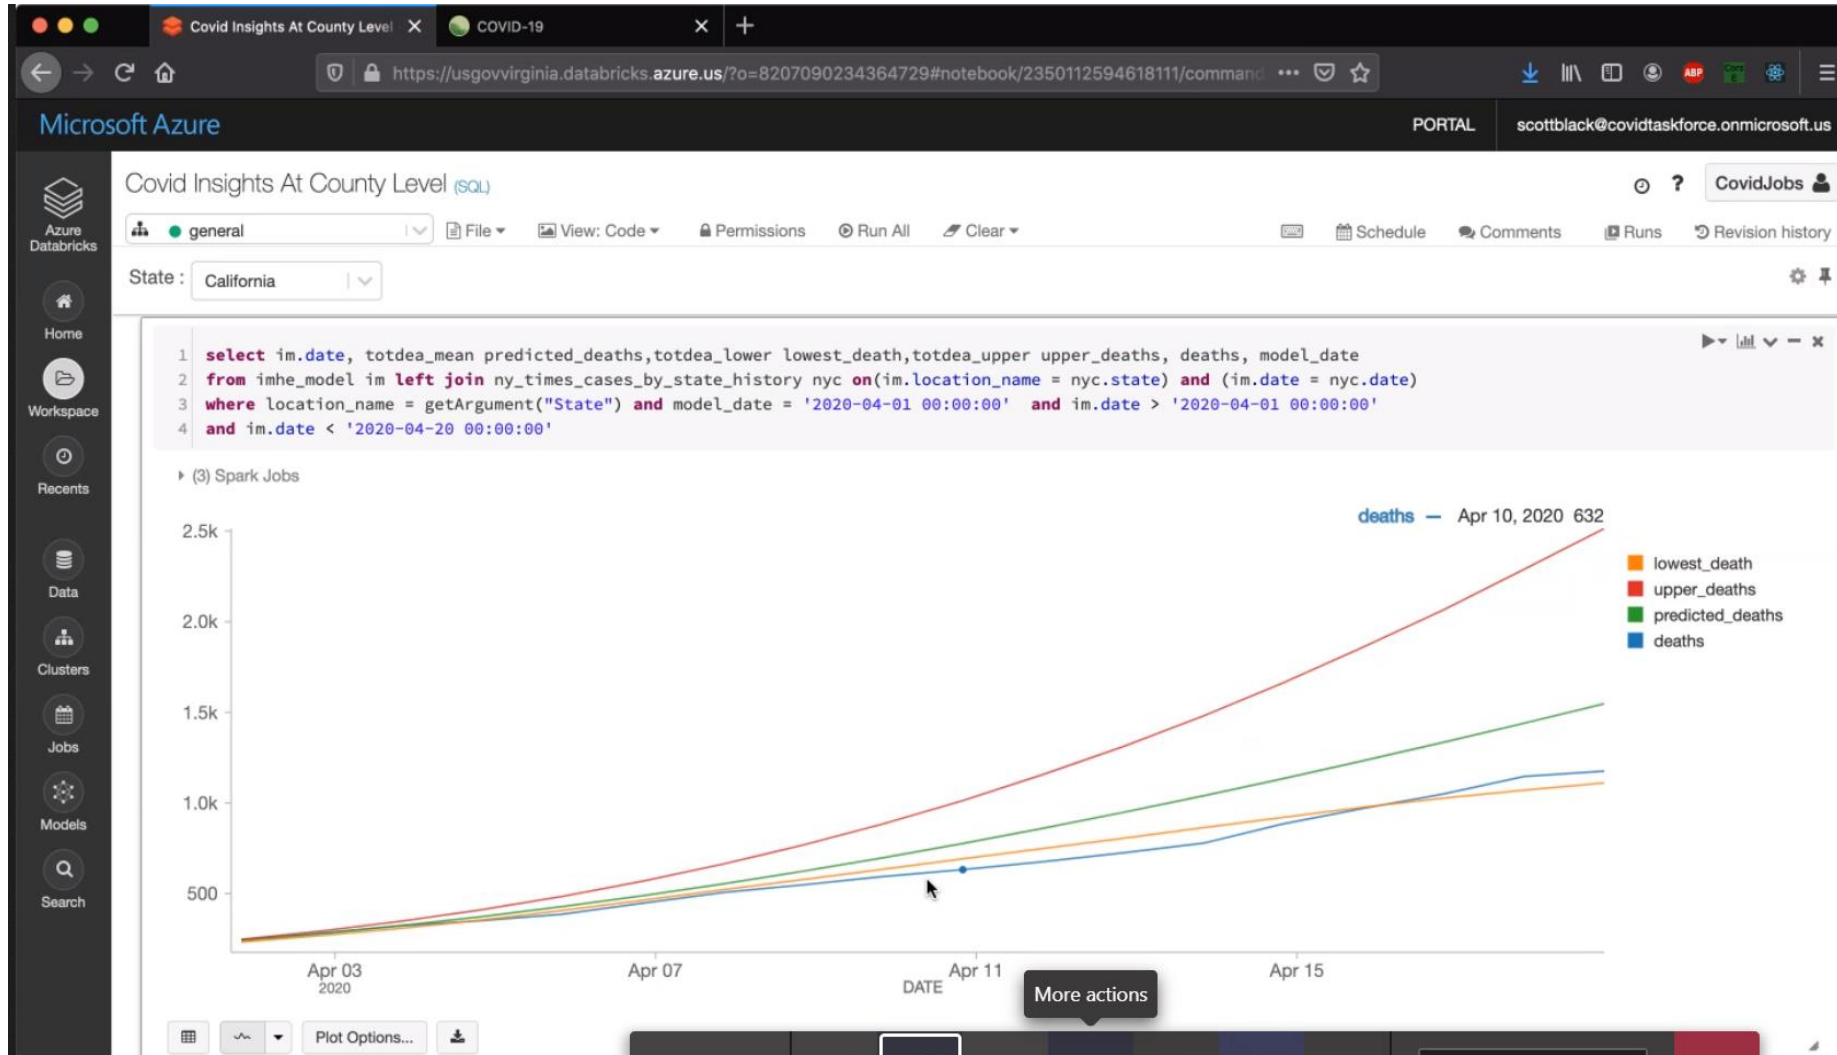 Covid Insights At County Level
COVID-19
https://usgovvirginia.databricks.azure.us/?o=8207090234364729#notebook/2350112594618111/command
ABP
Microsoft Azure
PORTAL
scottblack@covidtaskforce.onmicrosoft.us
Covid Insights At County Level (SQL)
? CovidJobs
general
File
View: Code
Permissions
Run All
Clear
Schedule
Comments
Runs
Revision history
State :
California
Azure
Databricks
Home
Workspace
Recents
Data
Clusters
Jobs
Models
Search
1 select im.date, totdea_mean predicted_deaths,totdea_lower lowest_death,totdea_upper upper_deaths, deaths, model_date
2 from imhe_model im left join ny_times_cases_by_state_history nyc on(im.location_name = nyc.state) and (im.date = nyc.date)
3 where location_name = getArgument("State") and model_date = '2020-04-01 00:00:00' and im.date > '2020-04-01 00:00:00'
4 and im.date < '2020-04-20 00:00:00'
(3) Spark Jobs
deaths — Apr 10, 2020 632
2.5k
2.0k
1.5k
1.0k
500
lowest_death
upper_deaths
predicted_deaths
deaths
Apr 03
2020
Apr 07
Apr 11
Apr 15
DATE
More actions
Plot Options...